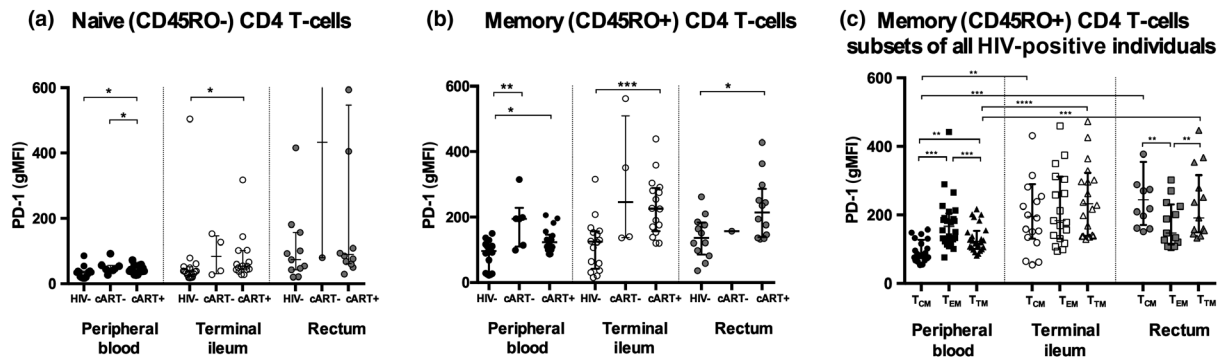 (a) Naive (CD45RO-) CD4 T-cells
PD-1 (gMFI)
600
400
200
0
* * *
HIV- cART- cART+ HIV- cART- cART+ HIV- cART- cART+
Peripheral blood
Terminal ileum
Rectum
(b) Memory (CD45RO+) CD4 T-cells
PD-1 (gMFI)
600
400
200
0
** * *** *
HIV- cART- cART+ HIV- cART- cART+ HIV- cART- cART+
Peripheral blood
Terminal ileum
Rectum
(c) Memory (CD45RO+) CD4 T-cells
subsets of all HIV-positive individuals
PD-1 (gMFI)
600
400
200
0
**
***
****
***
** ** **
*** ***
TCM TEM TTM TCM TEM TTM TCM TEM TTM
Peripheral blood
Terminal ileum
Rectum